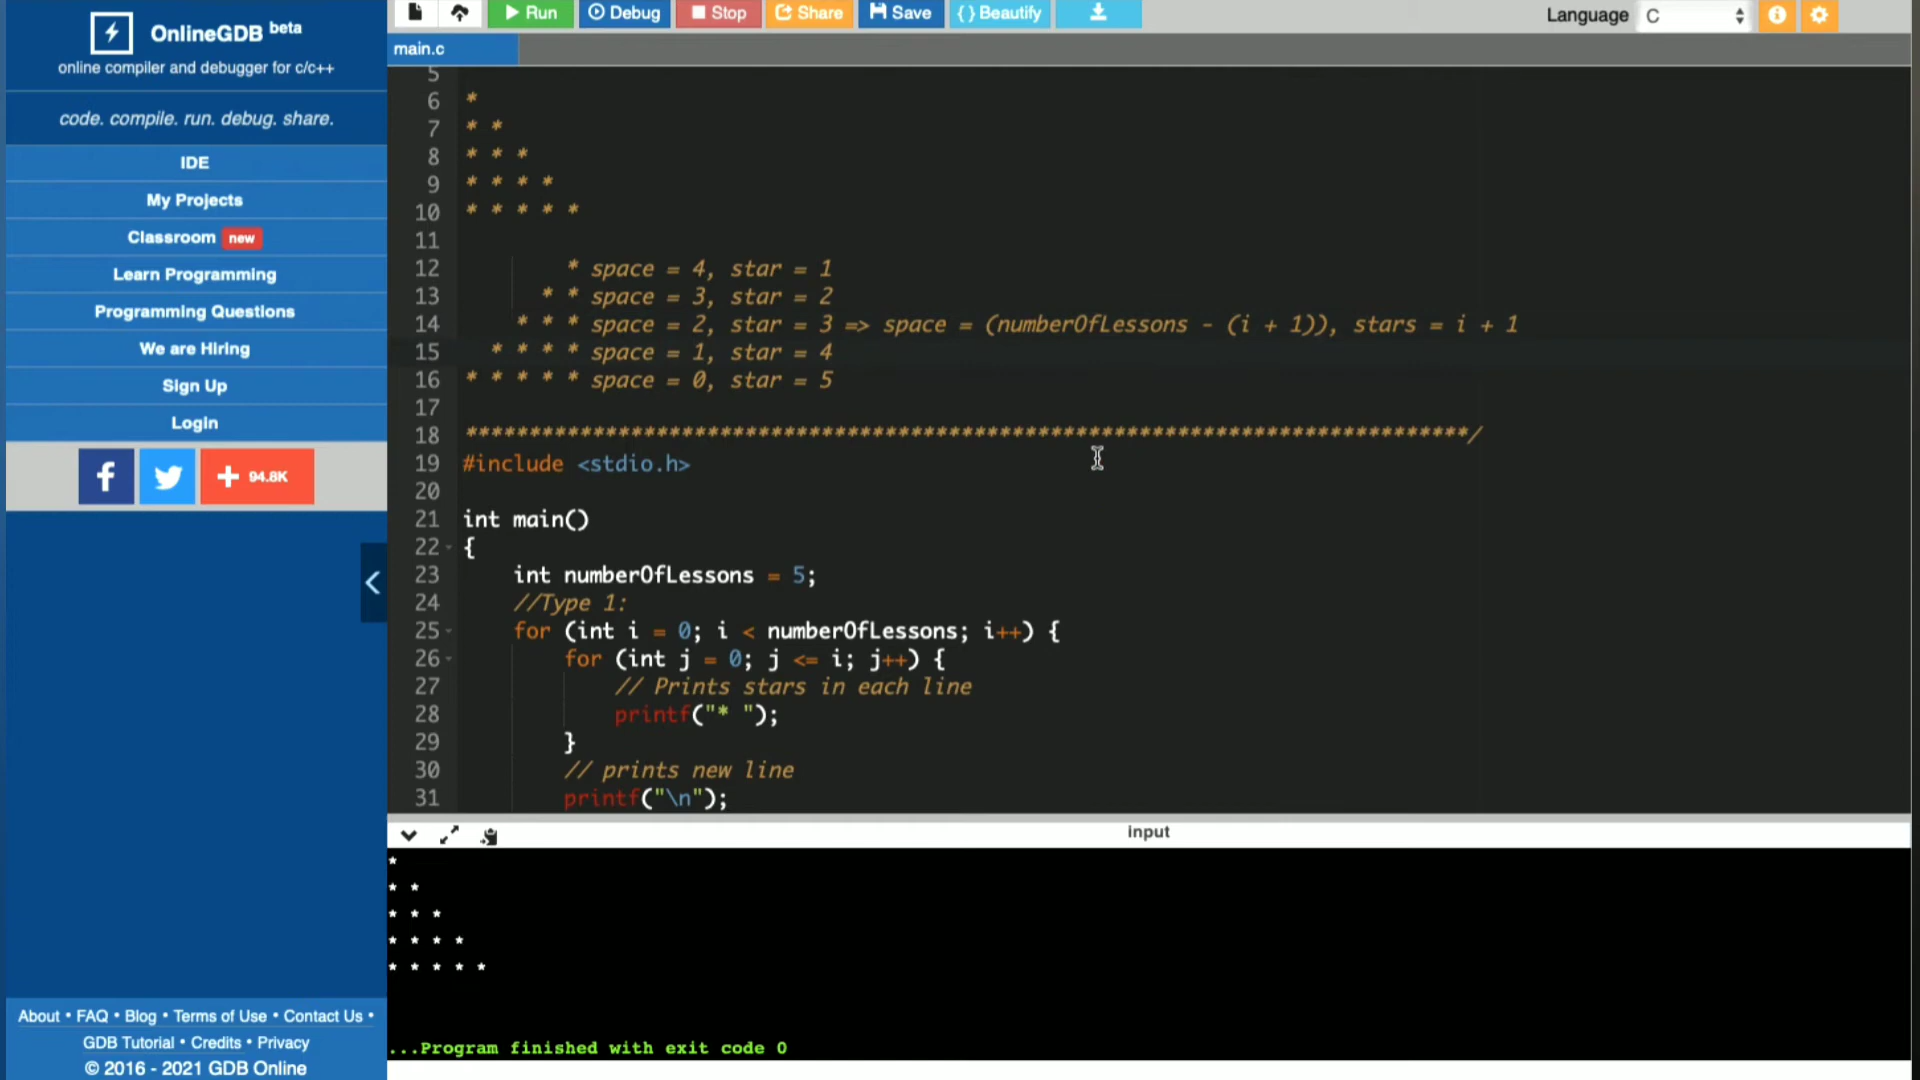 OnlineGDB beta
online compiler and debugger for c/c++
code. compile. run. debug. share.
IDE
My Projects
Classroom new
Learn Programming
Programming Questions
We are Hiring
Sign Up
Login
f
+ 94.8K
About • FAQ • Blog • Terms of Use • Contact Us •
GDB Tutorial • Credits • Privacy
© 2016 - 2021 GDB Online
Run Debug Stop Share Save {} Beautify
Language C
main.c
5
6 *
7 * *
8 * * *
9 * * * *
10 * * * * *
11
12 * space = 4, star = 1
13 * * space = 3, star = 2
14 * * * space = 2, star = 3 => space = (numberOfLessons - (i + 1)), stars = i + 1
15 * * * * space = 1, star = 4
16 * * * * * space = 0, star = 5
17
18 *******************************************************************************/
19 #include <stdio.h>
20
21 int main()
22 {
23 int numberOfLessons = 5;
24 //Type 1:
25 for (int i = 0; i < numberOfLessons; i++) {
26 for (int j = 0; j <= i; j++) {
27 // Prints stars in each line
28 printf("* ");
29 }
30 // prints new line
31 printf("\n");
input
*
* *
* * *
* * * *
* * * * *
...Program finished with exit code 0